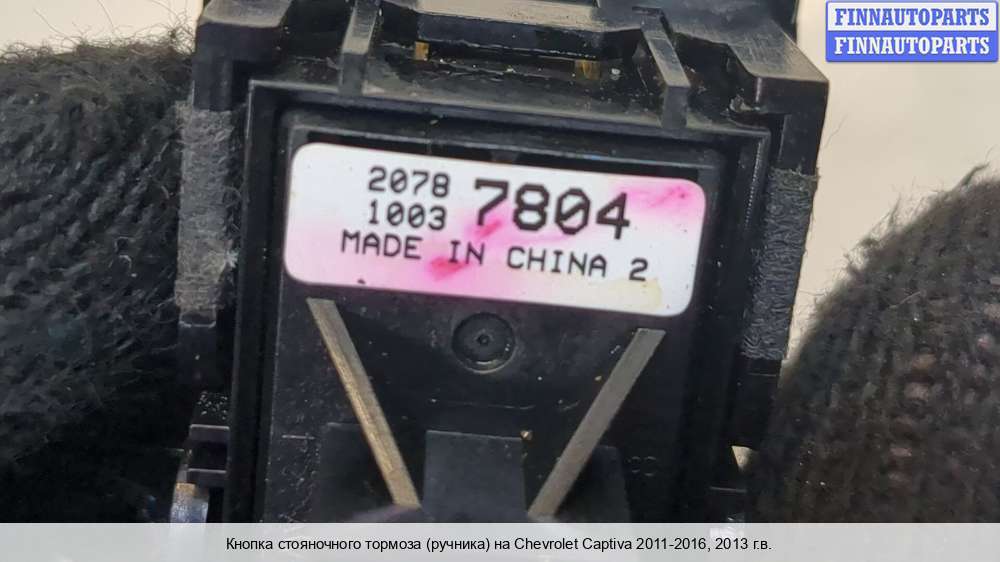 FINNAUTOPARTS
FINNAUTOPARTS
2078 7804
1003
MADE IN CHINA 2
Кнопка стояночного тормоза (ручника) на Chevrolet Captiva 2011-2016, 2013 г.в.